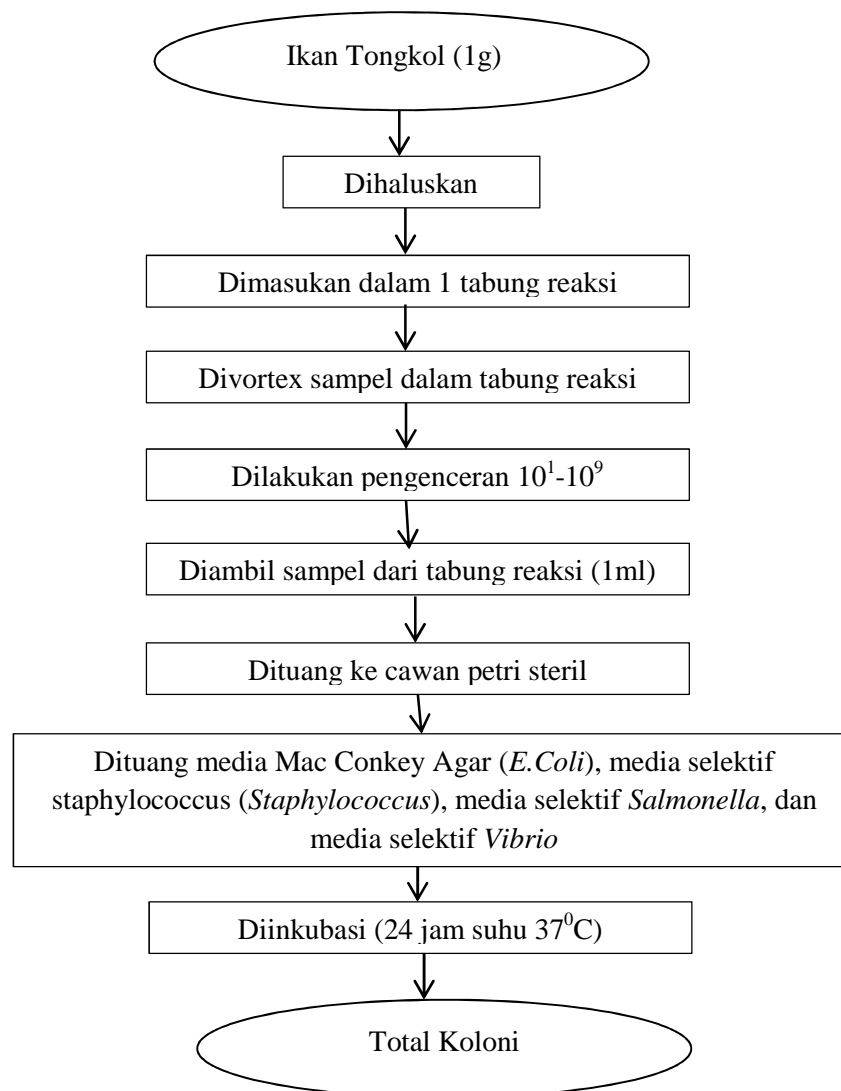 Ikan Tongkol (1g)
Dihaluskan
Dimasukan dalam 1 tabung reaksi
Divortex sampel dalam tabung reaksi
Dilakukan pengenceran 10¹-10⁹
Diambil sampel dari tabung reaksi (1ml)
Dituang ke cawan petri steril
Dituang media Mac Conkey Agar (E.Coli), media selektif
staphylococcus (Staphylococcus), media selektif Salmonella, dan
media selektif Vibrio
Diinkubasi (24 jam suhu 37⁰C)
Total Koloni